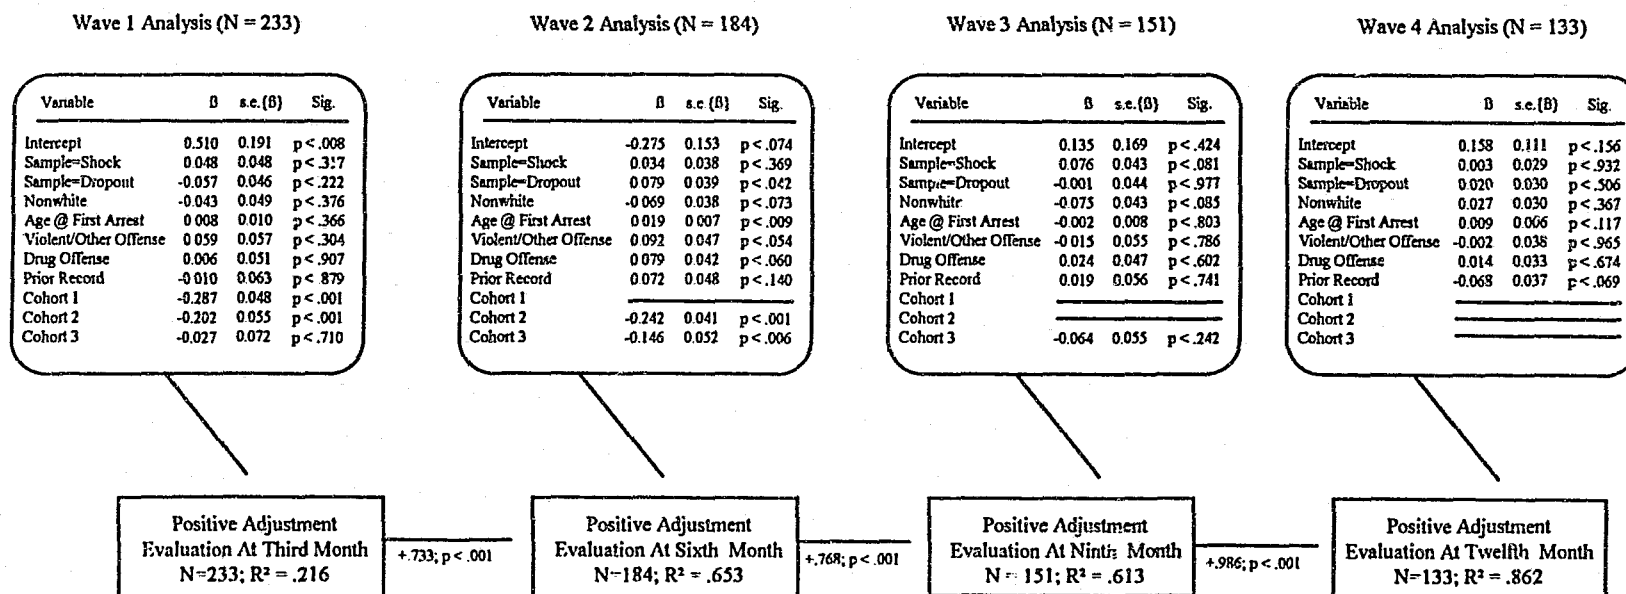 Wave 1 Analysis (N = 233)
Variable ß s.e.{ß} Sig.
Intercept 0.510 0.191 p<.008
Sample=Shock 0.048 0.048 p<.317
Sample=Dropout -0.057 0.046 p<.222
Nonwhite -0.043 0.049 p<.376
Age @ First Arrest 0.008 0.010 p<.366
Violent/Other Offense 0.059 0.057 p<.304
Drug Offense 0.006 0.051 p<.907
Prior Record -0.010 0.063 p<.879
Cohort 1 -0.287 0.048 p<.001
Cohort 2 -0.202 0.055 p<.001
Cohort 3 -0.027 0.072 p<.710
Wave 2 Analysis (N = 184)
Variable ß s.e.{ß} Sig.
Intercept -0.275 0.153 p<.074
Sample=Shock 0.034 0.038 p<.369
Sample=Dropout 0.079 0.039 p<.042
Nonwhite -0.069 0.038 p<.073
Age @ First Arrest 0.019 0.007 p<.009
Violent/Other Offense 0.092 0.047 p<.054
Drug Offense 0.079 0.042 p<.060
Prior Record 0.072 0.048 p<.140
Cohort 1
Cohort 2 -0.242 0.041 p<.001
Cohort 3 -0.146 0.052 p<.006
Wave 3 Analysis (N = 151)
Variable ß s.e.{ß} Sig.
Intercept 0.135 0.169 p<.424
Sample=Shock 0.076 0.043 p<.081
Sample=Dropout -0.001 0.044 p<.977
Nonwhite -0.075 0.043 p<.085
Age @ First Arrest -0.002 0.008 p<.803
Violent/Other Offense -0.015 0.055 p<.786
Drug Offense 0.024 0.047 p<.602
Prior Record 0.019 0.056 p<.741
Cohort 1
Cohort 2
Cohort 3 -0.064 0.055 p<.242
Wave 4 Analysis (N = 133)
Variable ß s.e.{ß} Sig.
Intercept 0.158 0.111 p<.156
Sample=Shock 0.003 0.029 p<.932
Sample=Dropout 0.020 0.030 p<.506
Nonwhite 0.027 0.030 p<.367
Age @ First Arrest 0.009 0.006 p<.117
Violent/Other Offense -0.002 0.038 p<.965
Drug Offense 0.014 0.033 p<.674
Prior Record -0.068 0.037 p<.069
Cohort 1
Cohort 2
Cohort 3
Positive Adjustment
Evaluation At Third Month
N=233; R² = .216
+.733; p<.001
Positive Adjustment
Evaluation At Sixth Month
N=184; R² = .653
+.768; p<.001
Positive Adjustment
Evaluation At Ninth Month
N = 151; R² = .613
+.986; p<.001
Positive Adjustment
Evaluation At Twelfth Month
N=133; R² = .862